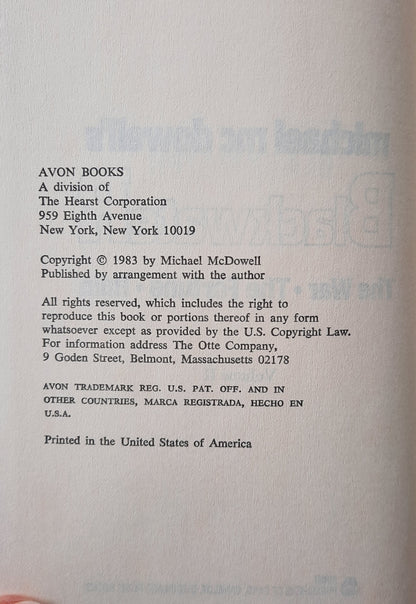 AVON BOOKS
A division of
The Hearst Corporation
959 Eighth Avenue
New York, New York 10019
Copyright © 1983 by Michael McDowell
Published by arrangement with the author
All rights reserved, which includes the right to
reproduce this book or portions thereof in any form
whatsoever except as provided by the U.S. Copyright Law.
For information address The Otte Company,
9 Goden Street, Belmont, Massachusetts 02178
AVON TRADEMARK REG. U.S. PAT. OFF. AND IN
OTHER COUNTRIES, MARCA REGISTRADA, HECHO EN
U.S.A.
Printed in the United States of America
michael mc dowell's